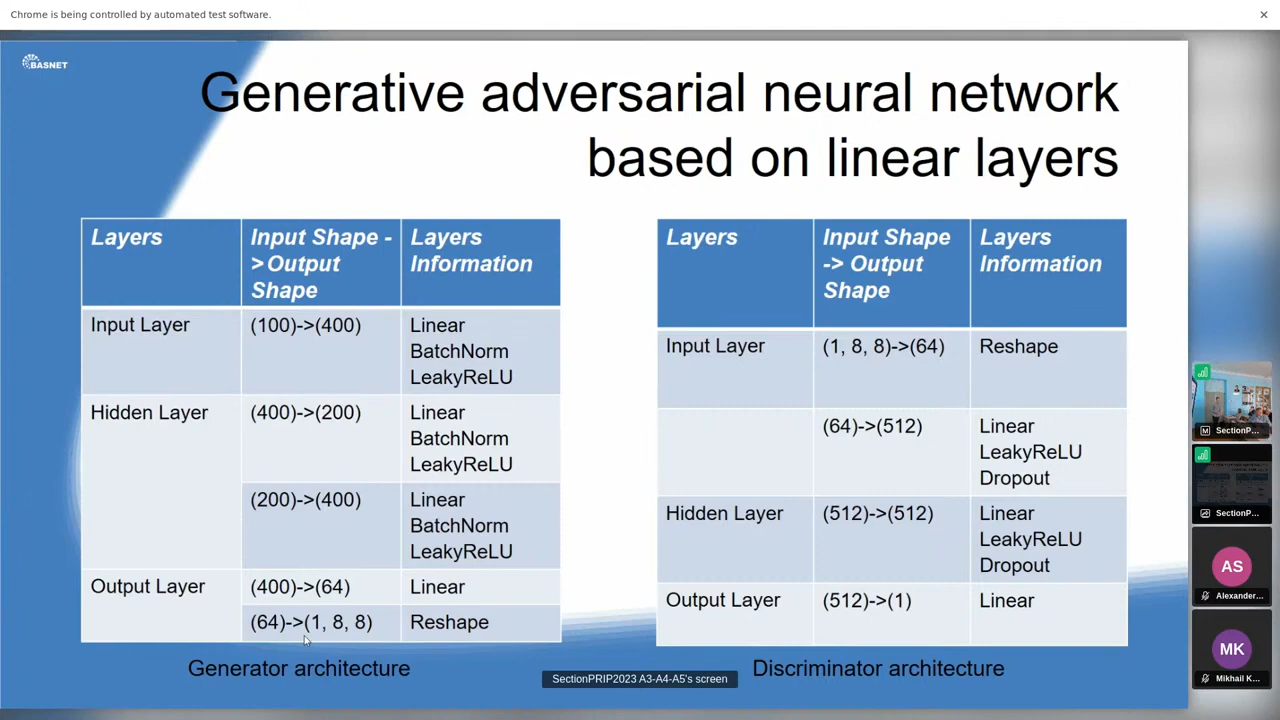 Chrome is being controlled by automated test software.
BASNET
Generative adversarial neural network
based on linear layers
Layers
Input Shape -
> Output
Shape
Layers
Information
Input Layer
(100)->(400)
Linear
BatchNorm
LeakyReLU
Hidden Layer
(400)->(200)
Linear
BatchNorm
LeakyReLU
(200)->(400)
Linear
BatchNorm
LeakyReLU
Output Layer
(400)->(64)
Linear
(64)->(1, 8, 8)
Reshape
Generator architecture
Layers
Input Shape
-> Output
Shape
Layers
Information
Input Layer
(1, 8, 8)->(64)
Reshape
(64)->(512)
Linear
LeakyReLU
Dropout
Hidden Layer
(512)->(512)
Linear
LeakyReLU
Dropout
Output Layer
(512)->(1)
Linear
Discriminator architecture
SectionPRIP2023 A3-A4-A5's screen
M SectionP...
SectionP...
AS
Alexander...
MK
Mikhail K...